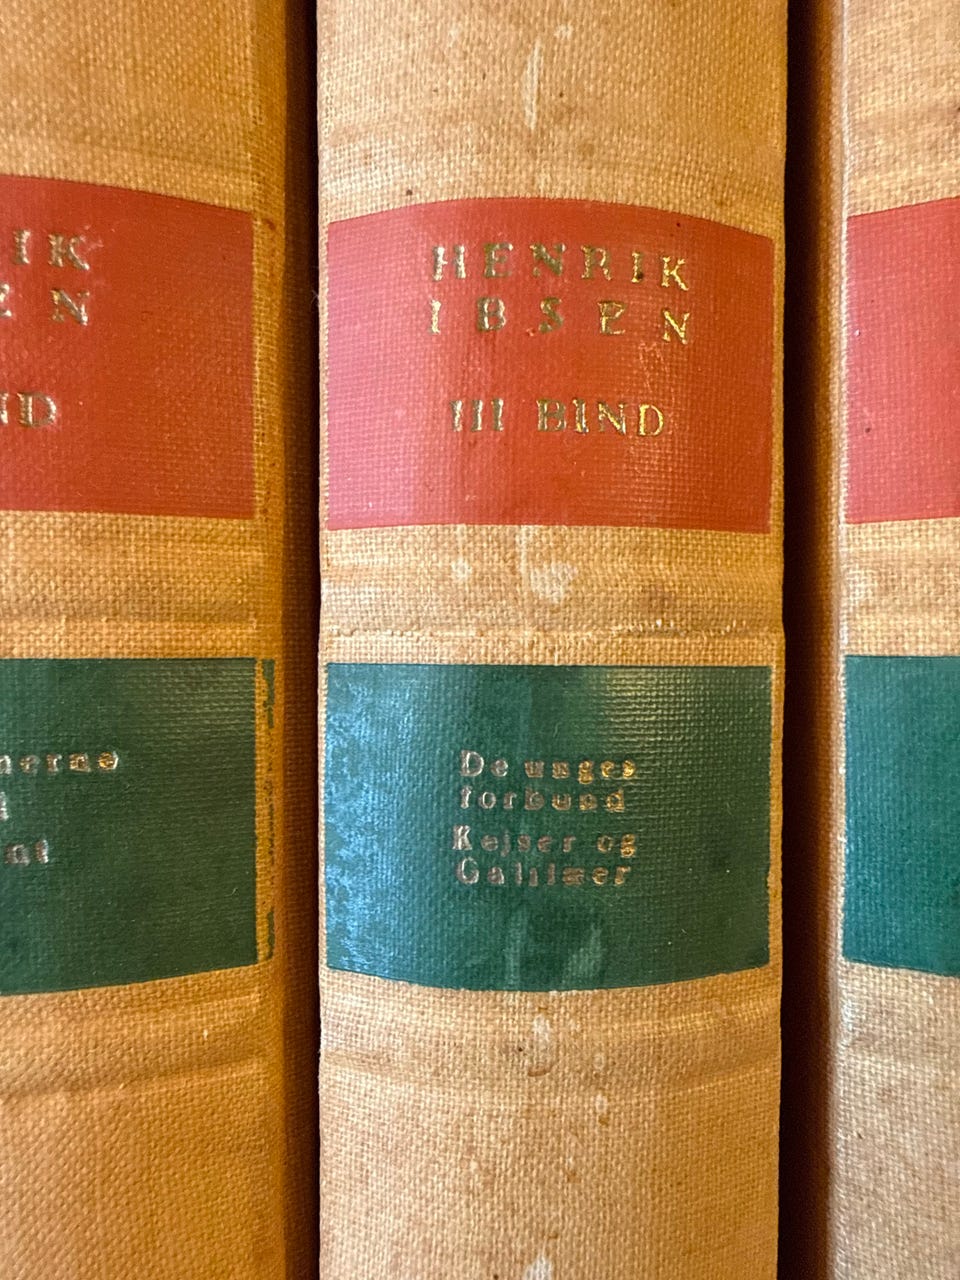 HENRIK
IBSEN
III BIND
De unges
forbund
Kejser og
Galilæer